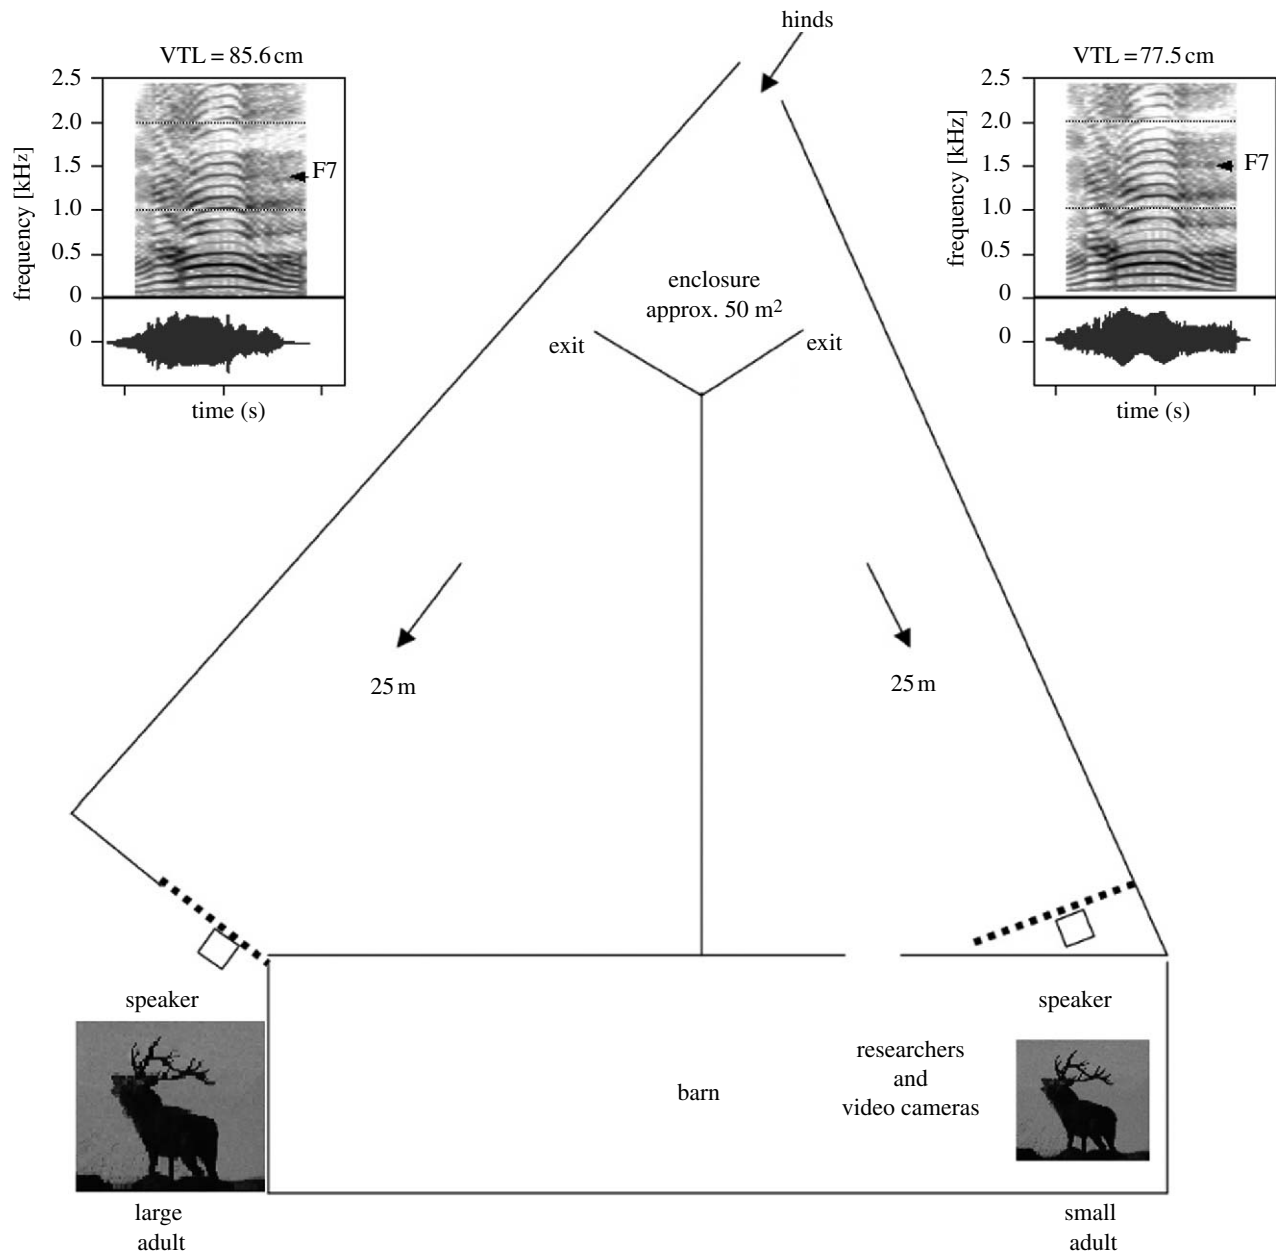 hinds
VTL = 85.6 cm
2.5
2.0
1.5
1.0
0.5
0
0
frequency [kHz]
F7
time (s)
VTL = 77.5 cm
2.5
2.0
1.5
1.0
0.5
0
0
frequency [kHz]
F7
time (s)
enclosure
approx. 50 m²
exit
exit
25 m
25 m
speaker
large
adult
barn
researchers
and
video cameras
speaker
small
adult